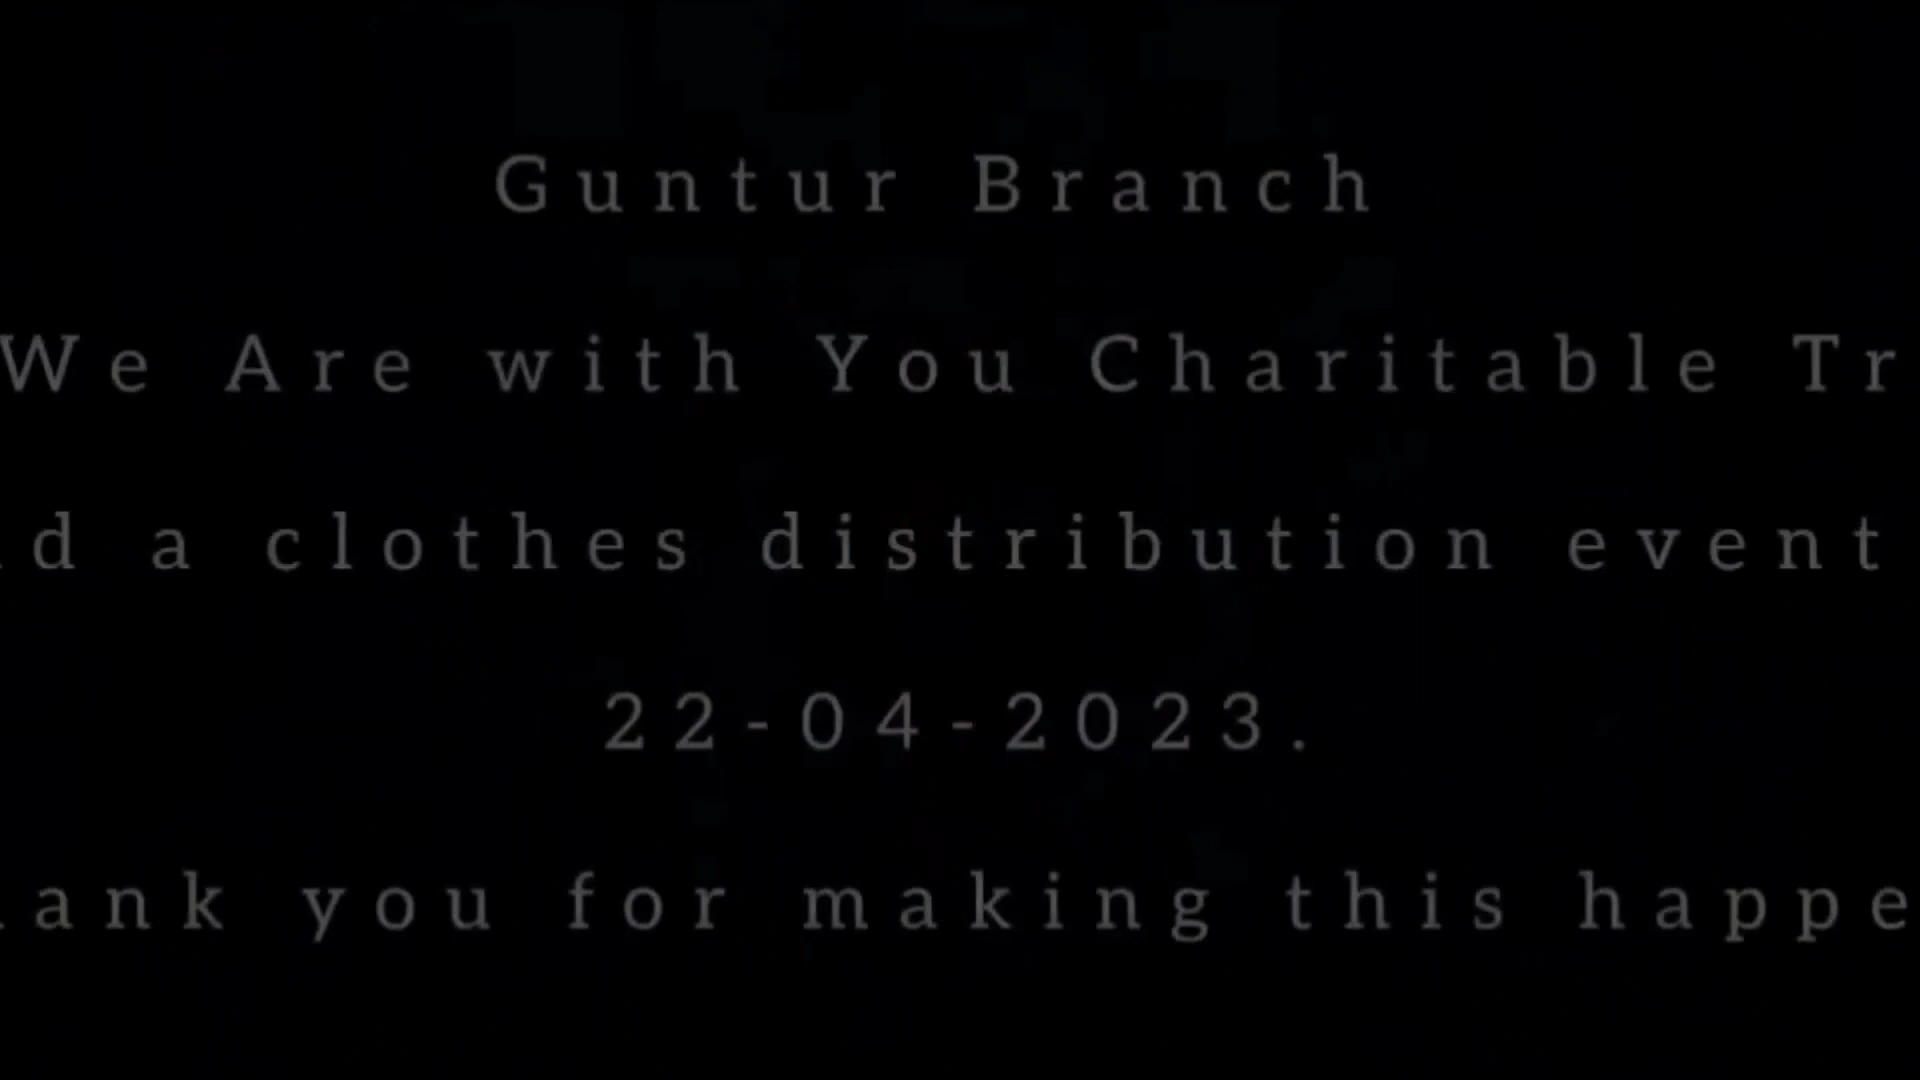 Guntur Branch
We Are with You Charitable Tr
d a clothes distribution event
22-04-2023.
ank you for making this happe